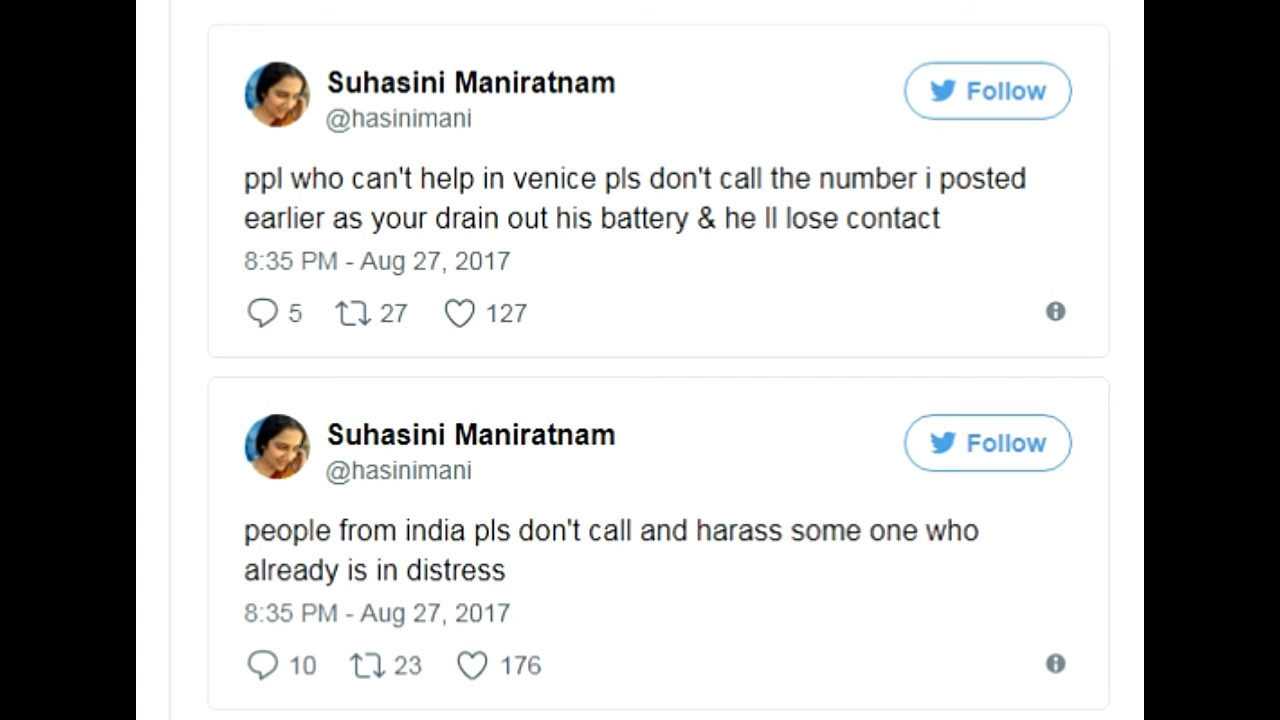 Suhasini Maniratnam
Follow
@hasinimani
ppl who can't help in venice pls don't call the number i posted
earlier as your drain out his battery & he ll lose contact
8:35 PM - Aug 27, 2017
5 27 127
Suhasini Maniratnam
Follow
@hasinimani
people from india pls don't call and harass some one who
already is in distress
8:35 PM - Aug 27, 2017
10 23 176